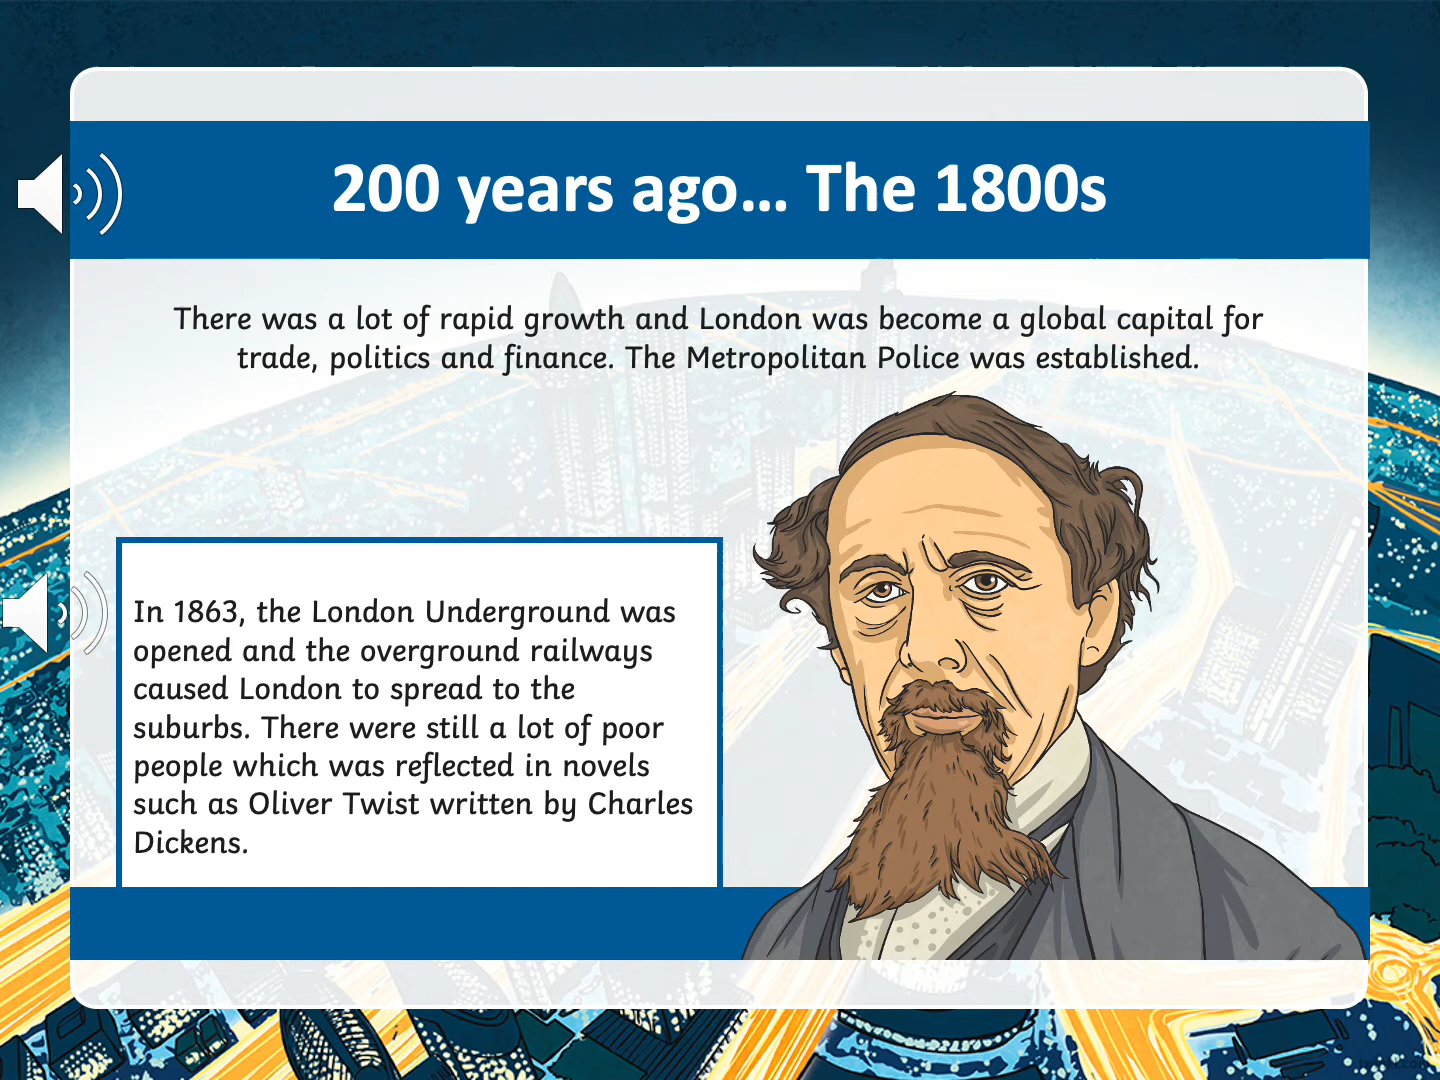 200 years ago... The 1800s
There was a lot of rapid growth and London was become a global capital for
trade, politics and finance. The Metropolitan Police was established.
In 1863, the London Underground was
opened and the overground railways
caused London to spread to the
suburbs. There were still a lot of poor
people which was reflected in novels
such as Oliver Twist written by Charles
Dickens.